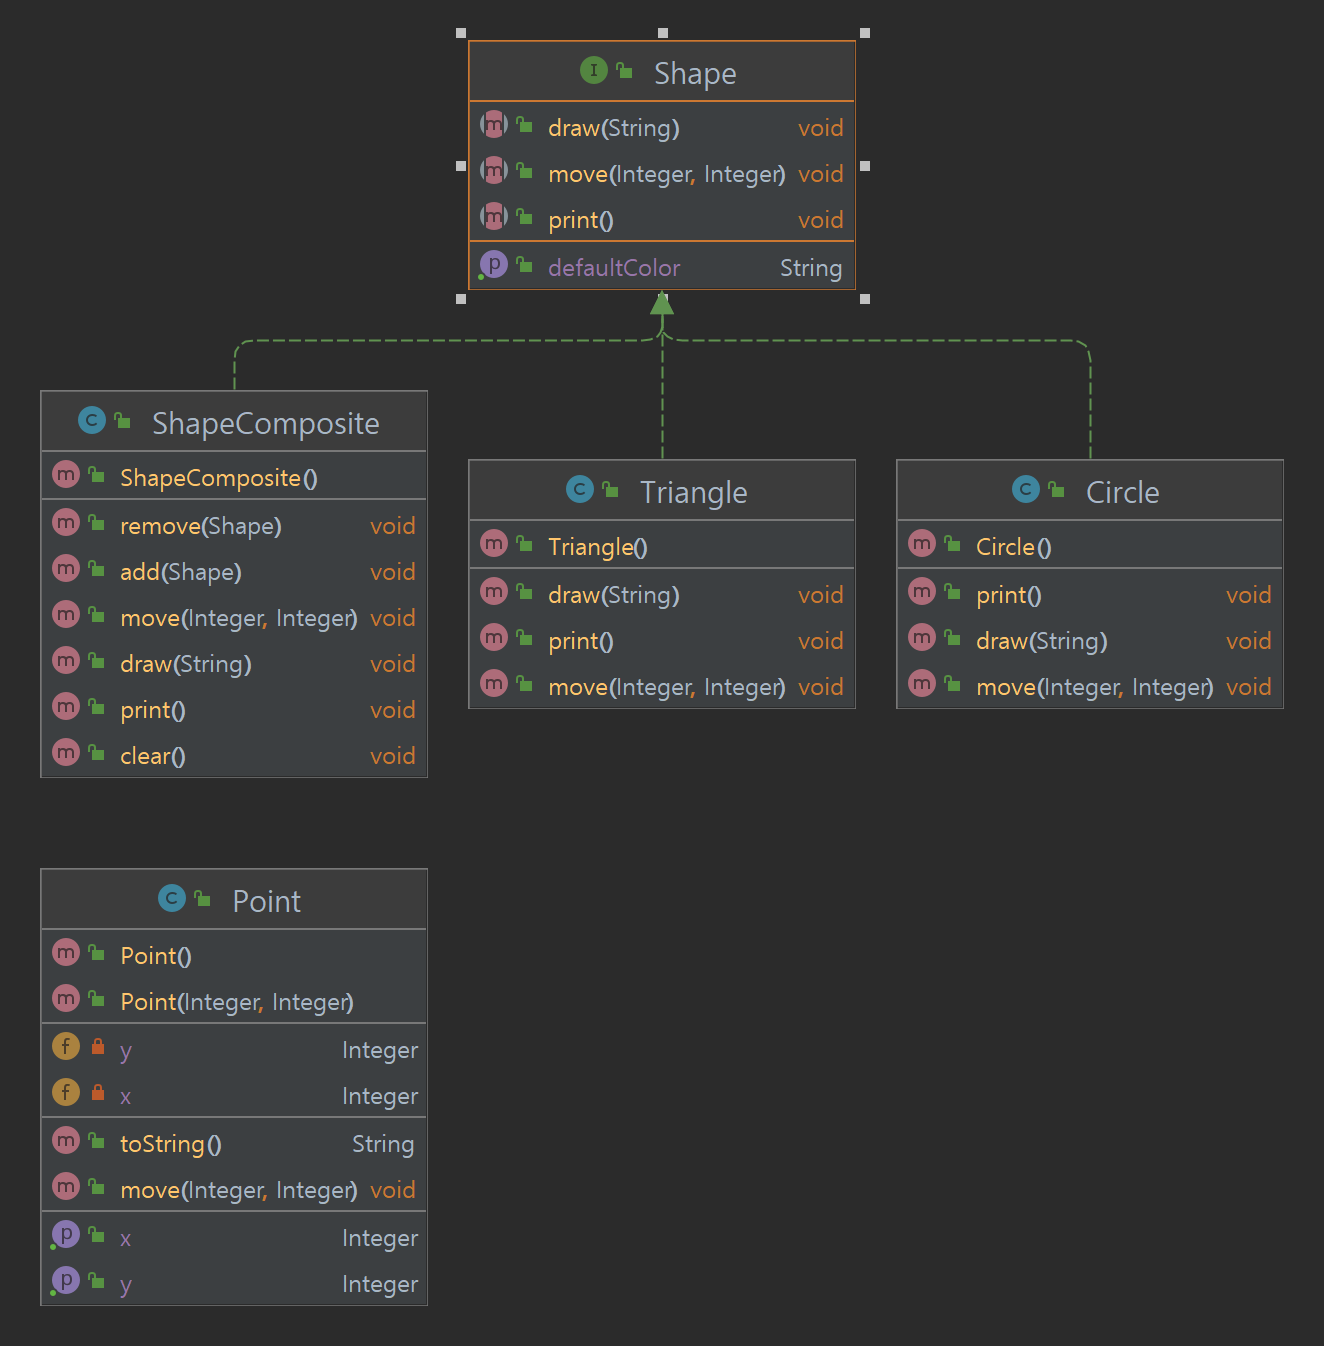 I Shape
m draw(String) void
m move(Integer, Integer) void
m print() void
p defaultColor String
C ShapeComposite
m ShapeComposite()
m remove(Shape) void
m add(Shape) void
m move(Integer, Integer) void
m draw(String) void
m print() void
m clear() void
C Triangle
m Triangle()
m draw(String) void
m print() void
m move(Integer, Integer) void
C Circle
m Circle()
m print() void
m draw(String) void
m move(Integer, Integer) void
C Point
m Point()
m Point(Integer, Integer)
f y Integer
f x Integer
m toString() String
m move(Integer, Integer) void
p x Integer
p y Integer